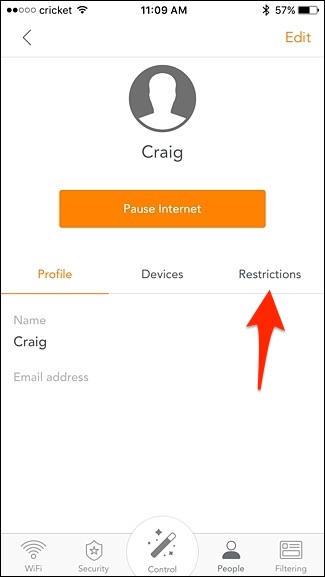 cricket 11:09 AM 57%
Edit
Craig
Pause Internet
Profile Devices Restrictions
Name
Craig
Email address
WiFi Security Control People Filtering